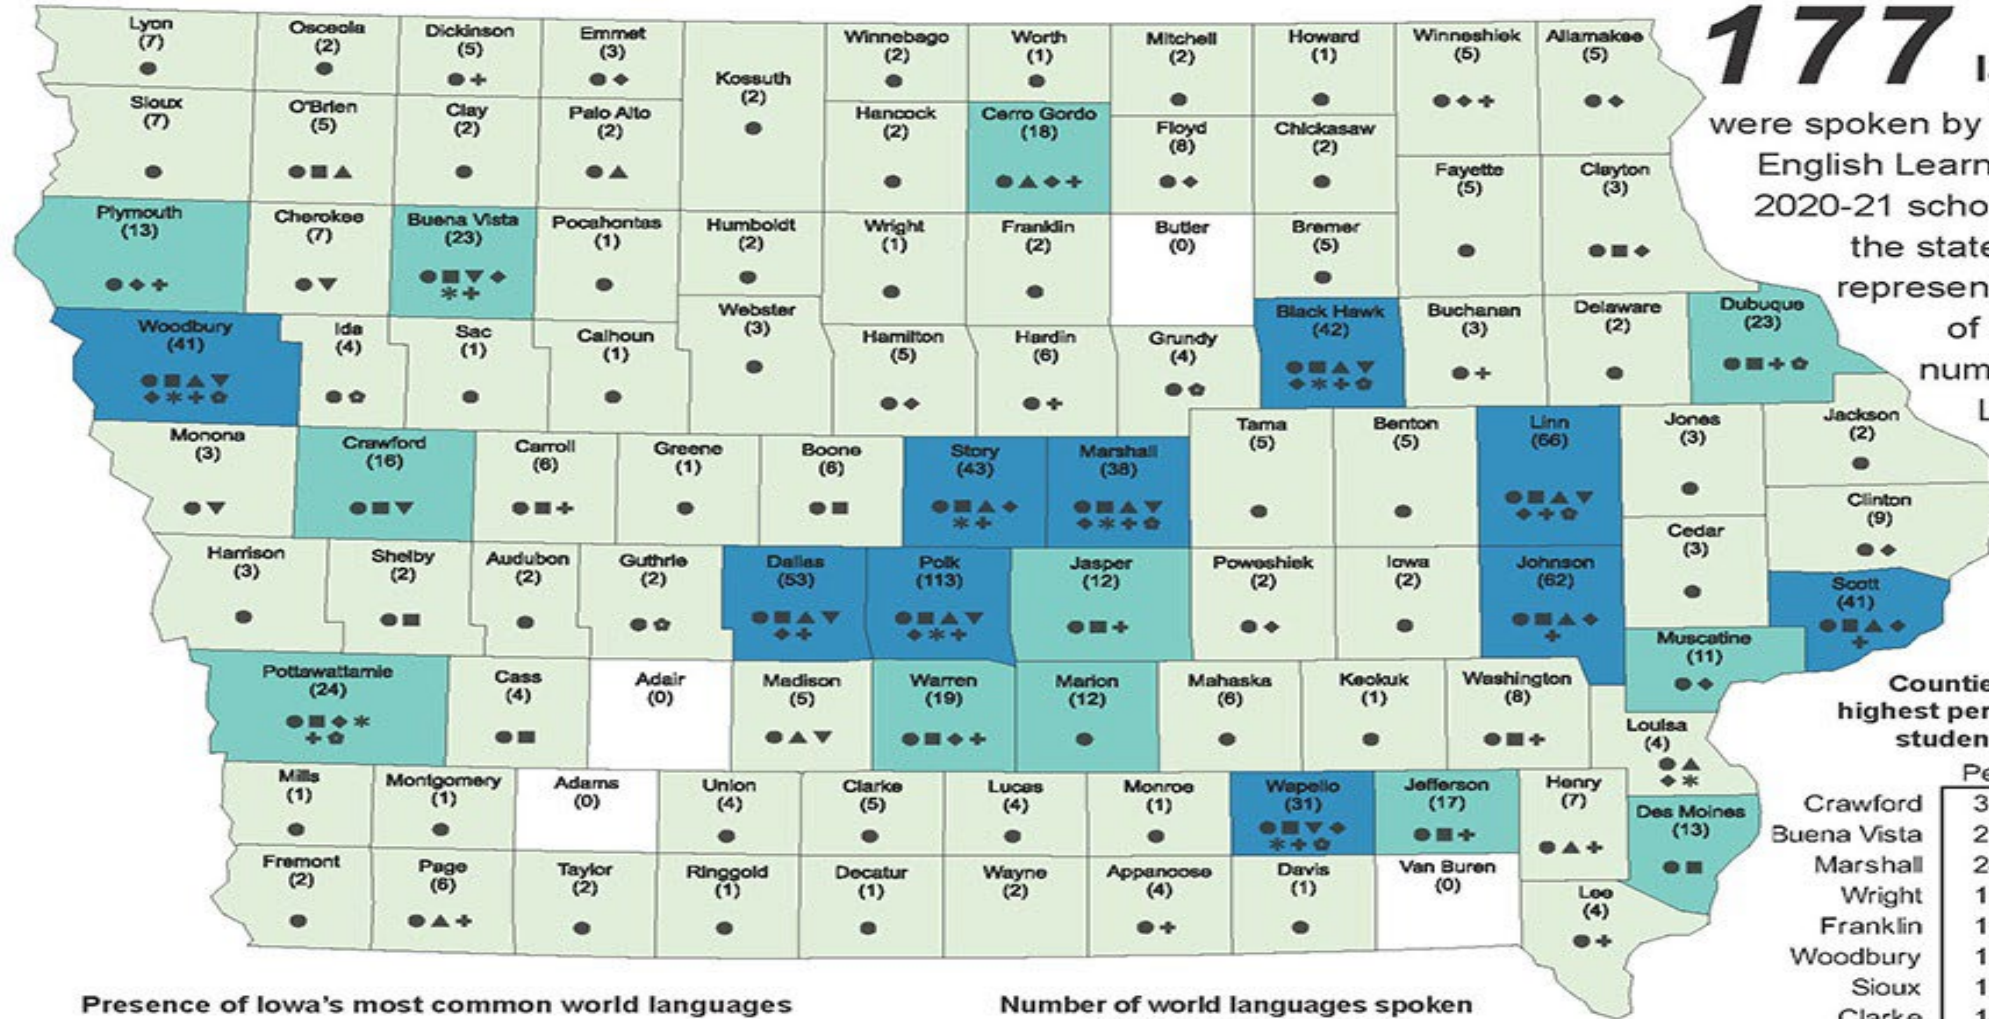 Lyon
(7)
Osceola
(2)
Dickinson
(5)
Emmet
(3)
Kossuth
(2)
Winnebago
(2)
Worth
(1)
Mitchell
(2)
Howard
(1)
Winneshiek
(5)
Allamakee
(5)
177
were spoken by
English Learn
2020-21 scho
the state
represen
of
num
L
Sioux
(7)
O'Brien
(5)
Clay
(2)
Palo Alto
(2)
Hancock
(2)
Cerro Gordo
(18)
Floyd
(8)
Chickasaw
(2)
Fayette
(5)
Clayton
(3)
Plymouth
(13)
Cherokee
(7)
Buena Vista
(23)
Pocahontas
(1)
Humboldt
(2)
Wright
(1)
Franklin
(2)
Butler
(0)
Bremer
(5)
Woodbury
(41)
Ida
(4)
Sac
(1)
Calhoun
(1)
Webster
(3)
Hamilton
(5)
Hardin
(6)
Grundy
(4)
Black Hawk
(42)
Buchanan
(3)
Delaware
(2)
Dubuque
(23)
Monona
(3)
Crawford
(16)
Carroll
(6)
Greene
(1)
Boone
(6)
Story
(43)
Marshall
(38)
Tama
(5)
Benton
(5)
Linn
(66)
Jones
(3)
Jackson
(2)
Clinton
(9)
Cedar
(3)
Harrison
(3)
Shelby
(2)
Audubon
(2)
Guthrie
(2)
Dallas
(53)
Polk
(113)
Jasper
(12)
Poweshiek
(2)
Iowa
(2)
Johnson
(62)
Scott
(41)
Muscatine
(11)
Pottawattamie
(24)
Cass
(4)
Adair
(0)
Madison
(5)
Warren
(19)
Marion
(12)
Mahaska
(6)
Keokuk
(1)
Washington
(8)
Louisa
(4)
Mills
(1)
Montgomery
(1)
Adams
(0)
Union
(4)
Clarke
(5)
Lucas
(4)
Monroe
(1)
Wapello
(31)
Jefferson
(17)
Henry
(7)
Des Moines
(13)
Fremont
(2)
Page
(6)
Taylor
(2)
Ringgold
(1)
Decatur
(1)
Wayne
(2)
Appanoose
(4)
Davis
(1)
Van Buren
(0)
Lee
(4)
Countie
highest per
studen
Pe
Crawford 3
Buena Vista 2
Marshall 2
Wright 1
Franklin 1
Woodbury 1
Sioux 1
Clarke 1
Presence of Iowa's most common world languages
Number of world languages spoken